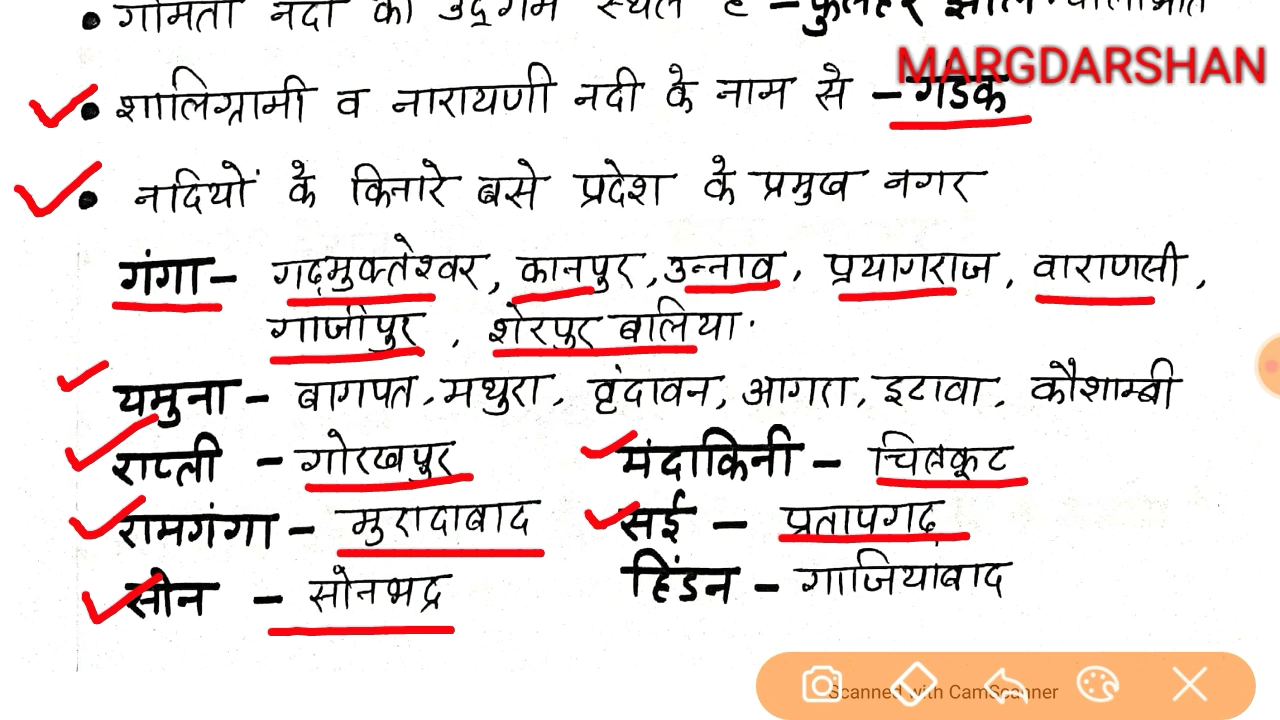 • गोमती नदी का उद्गम स्थल है – फुलहर झील
MARGDARSHAN
• शालिग्रामी व नारायणी नदी के नाम से – गंडक
• नदियों के किनारे बसे प्रदेश के प्रमुख नगर
गंगा – गढ़मुक्तेश्वर, कानपुर, उन्नाव, प्रयागराज, वाराणसी,
गाजीपुर, शेरपुर बालिया.
यमुना – बागपत, मथुरा, वृंदावन, आगरा, इटावा, कौशाम्बी
राप्ती – गोरखपुर मंदाकिनी – चित्रकूट
रामगंगा – मुरादाबाद सई – प्रतापगढ़
सोन – सोनभद्र हिंडन – गाजियाबाद
Scanned with CamScanner